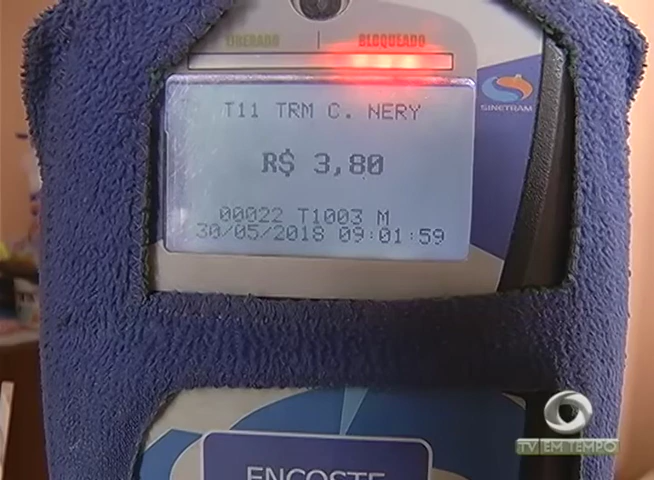 LIBERADO | BLOQUEADO
T11 TRM C. NERY
SINETRAM
R$ 3,80
00022 T1003 M
30/05/2018 09:01:59
ENCOSTE
TV EM TEMPO